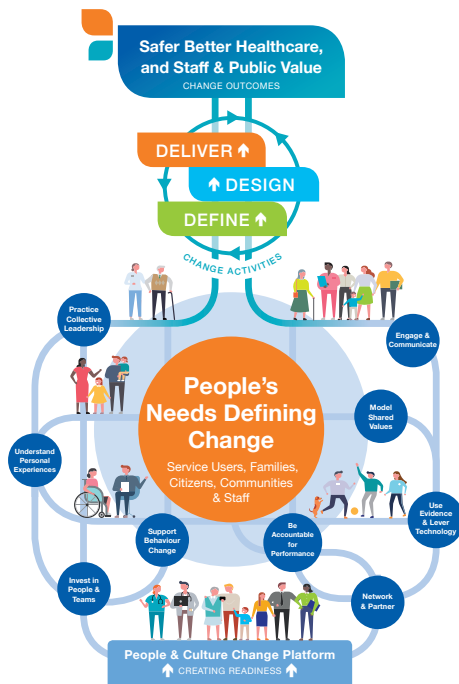 Safer Better Healthcare,
and Staff & Public Value
CHANGE OUTCOMES
DELIVER
DESIGN
DEFINE
CHANGE ACTIVITIES
Practice
Collective
Leadership
Engage &
Communicate
People's
Needs Defining
Change
Service Users, Families,
Citizens, Communities
& Staff
Model
Shared
Values
Understand
Personal
Experiences
Use
Evidence
& Lever
Technology
Support
Behaviour
Change
Be
Accountable
for
Performance
Invest in
People &
Teams
Network
& Partner
People & Culture Change Platform
CREATING READINESS